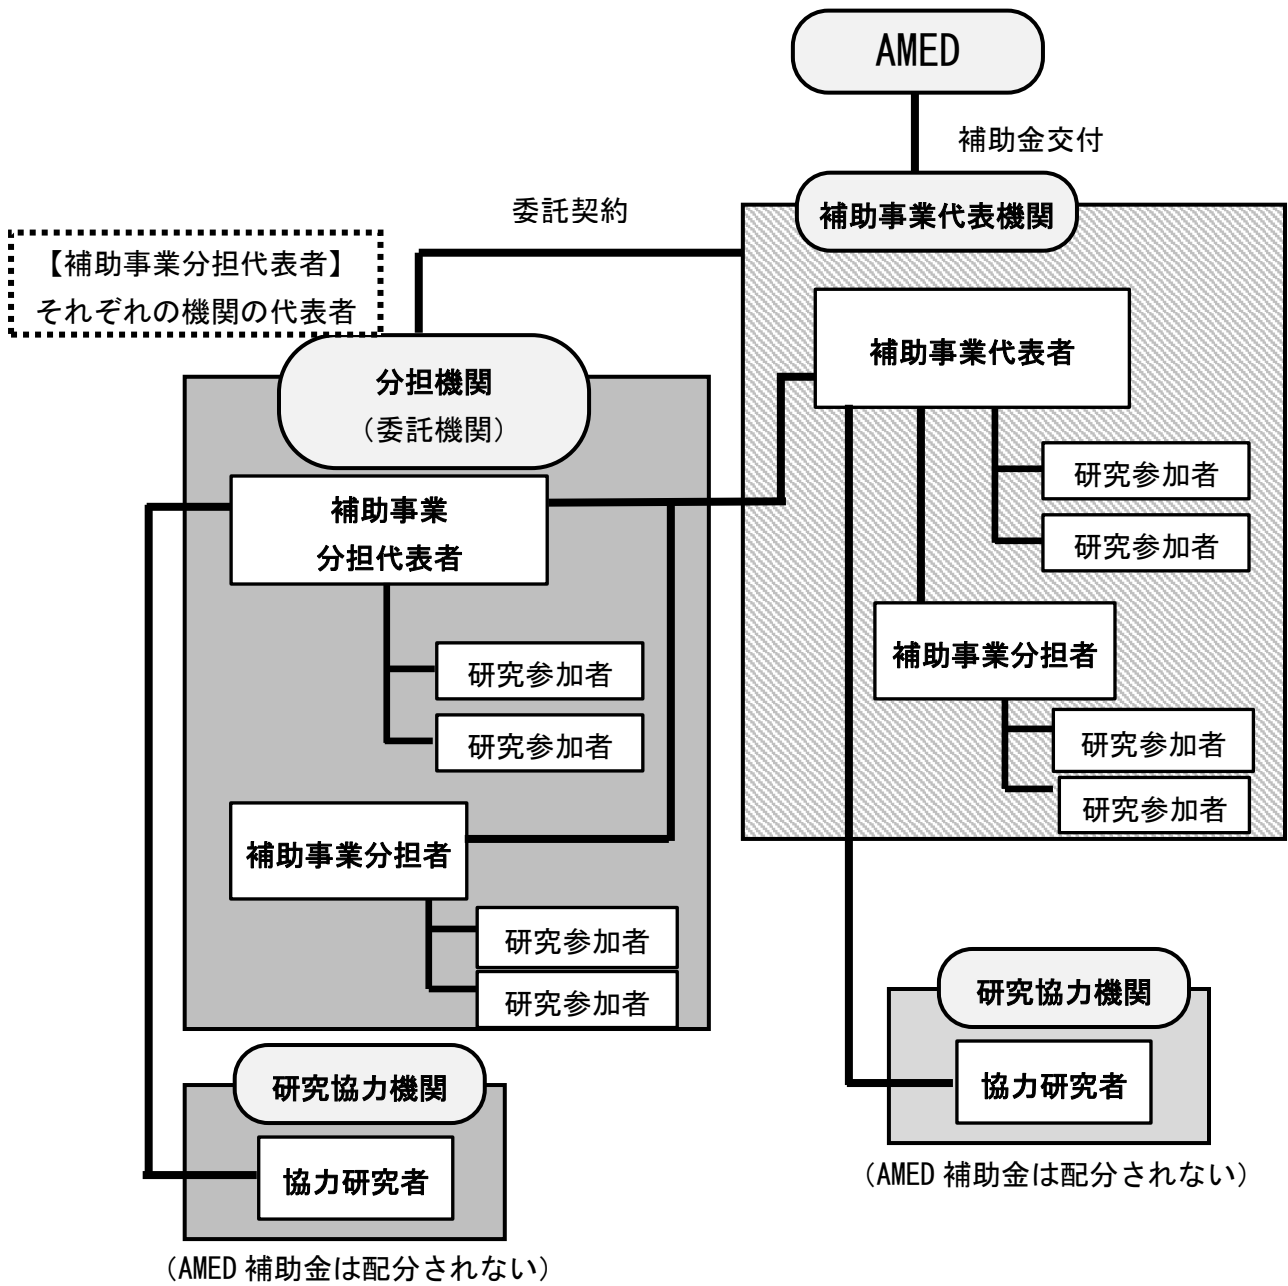 AMED
補助金交付
補助事業代表機関
委託契約
【補助事業分担代表者】
それぞれの機関の代表者
補助事業代表者
分担機関
（委託機関）
研究参加者
補助事業
分担代表者
研究参加者
補助事業分担者
研究参加者
研究参加者
研究参加者
研究参加者
補助事業分担者
研究参加者
研究参加者
研究協力機関
協力研究者
（AMED 補助金は配分されない）
研究協力機関
協力研究者
（AMED 補助金は配分されない）